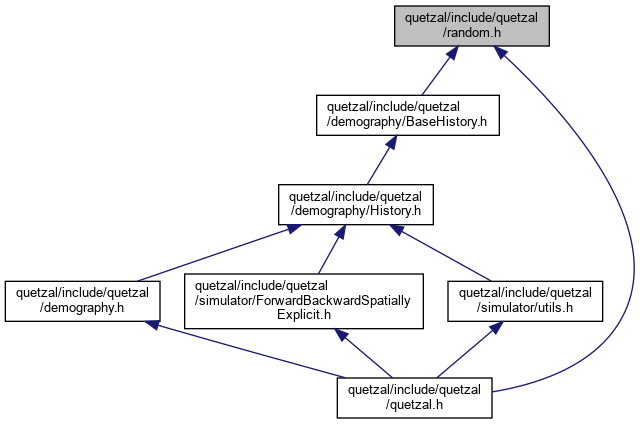 quetzal/include/quetzal
/random.h
quetzal/include/quetzal
/demography/BaseHistory.h
quetzal/include/quetzal
/demography/History.h
quetzal/include/quetzal
/demography.h
quetzal/include/quetzal
/simulator/ForwardBackwardSpatially
Explicit.h
quetzal/include/quetzal
/simulator/utils.h
quetzal/include/quetzal
/quetzal.h